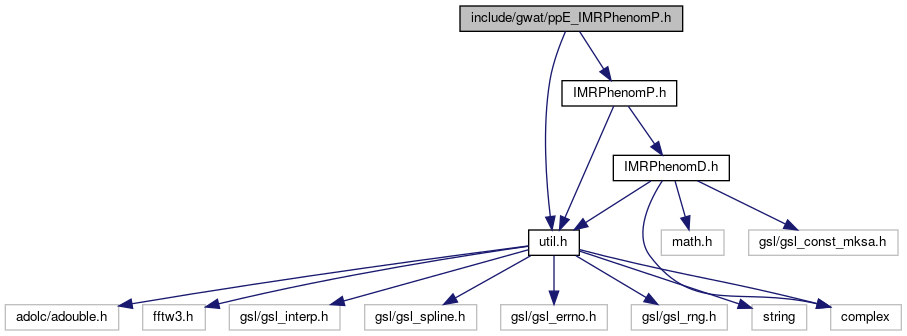 include/gwat/ppE_IMRPhenomP.h
IMRPhenomP.h
IMRPhenomD.h
util.h
math.h
gsl/gsl_const_mksa.h
adolc/adouble.h
fftw3.h
gsl/gsl_interp.h
gsl/gsl_spline.h
gsl/gsl_errno.h
gsl/gsl_rng.h
string
complex